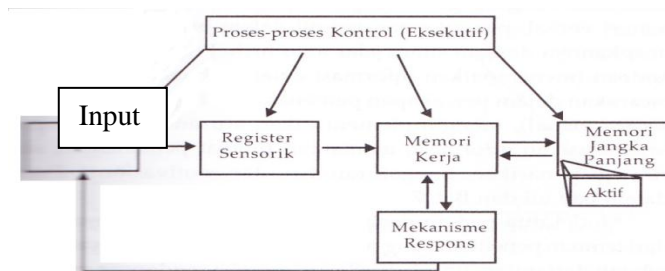 Proses-proses Kontrol (Eksekutif)
Input
Register
Sensorik
Memori
Kerja
Memori
Jangka
Panjang
Aktif
Mekanisme
Respons